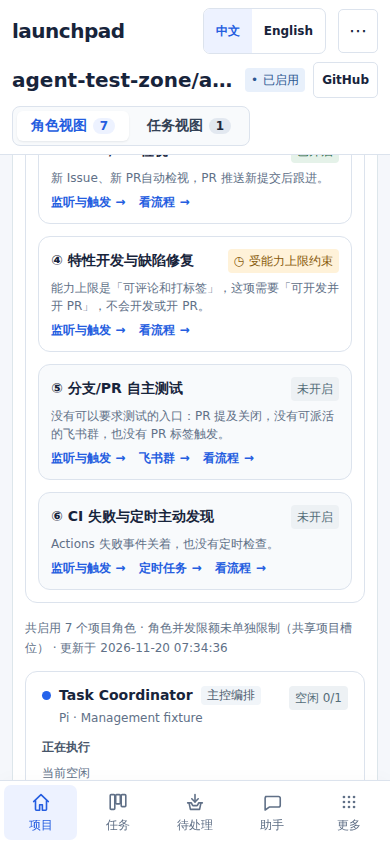 launchpad
中文 English ···
agent-test-zone/a... • 已启用 GitHub
角色视图 7 任务视图 1
新 Issue、新 PR自动检视，PR 推送新提交后跟进。
监听与触发 → 看流程 →
④ 特性开发与缺陷修复 受能力上限约束
能力上限是「可评论和打标签」，这项需要「可开发并
开 PR」，不会开发或开 PR。
监听与触发 → 看流程 →
⑤ 分支/PR 自主测试 未开启
没有可以要求测试的入口：PR 提及关闭，没有可派活
的飞书群，也没有 PR 标签触发。
监听与触发 → 飞书群 → 看流程 →
⑥ CI 失败与定时主动发现 未开启
Actions 失败事件关着，也没有定时检查。
监听与触发 → 定时任务 → 看流程 →
共启用 7 个项目角色 · 角色并发限额未单独限制（共享项目槽
位） · 更新于 2026-11-20 07:34:36
Task Coordinator 主控编排 空闲 0/1
Pi · Management fixture
正在执行
当前空闲
项目 任务 待处理 助手 更多